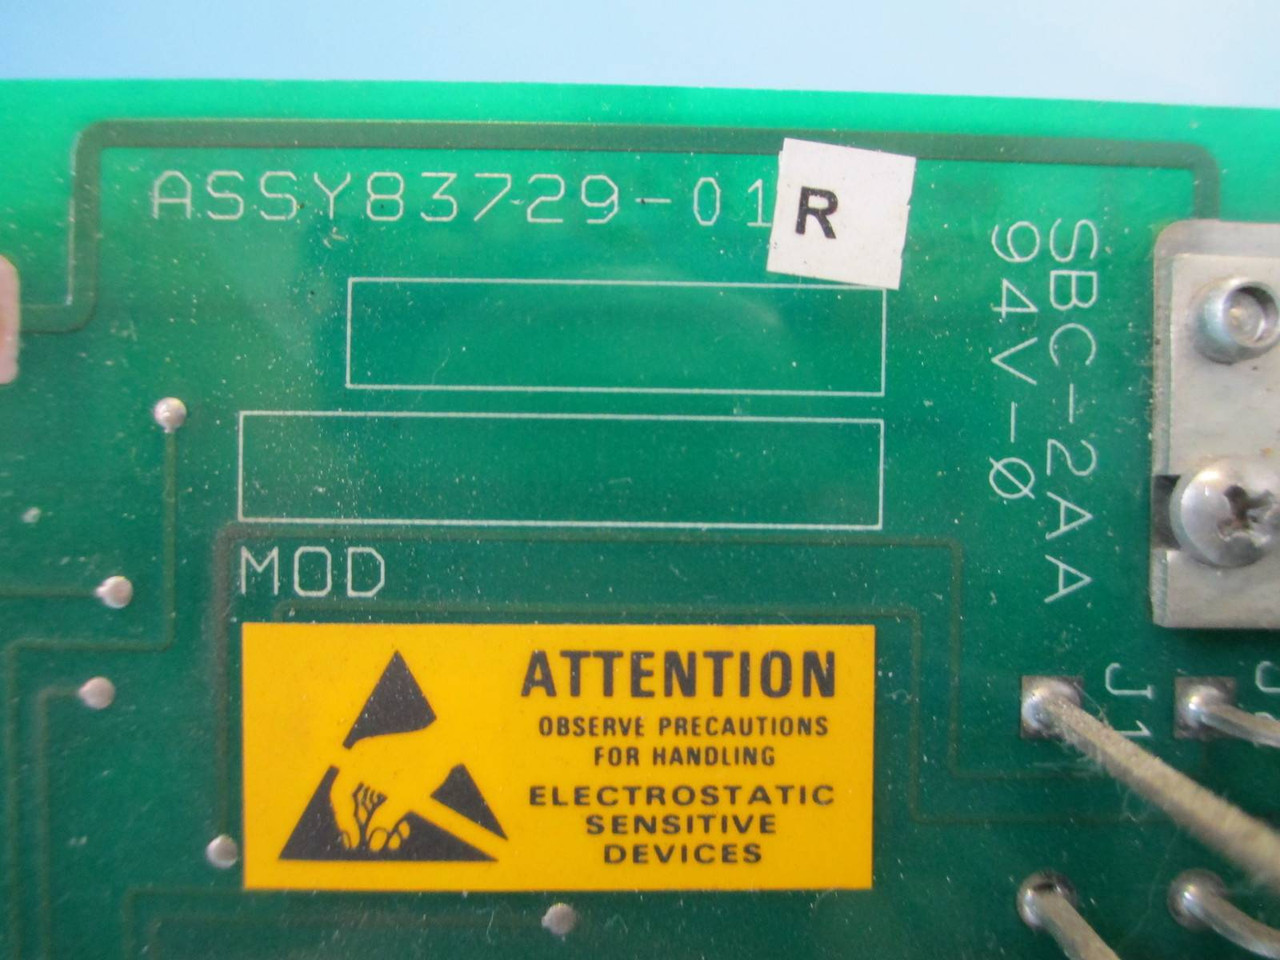 ASSY83729-01
R
SBC-2AA
94V-Ø
MOD
ATTENTION
OBSERVE PRECAUTIONS
FOR HANDLING
ELECTROSTATIC
SENSITIVE
DEVICES
J1